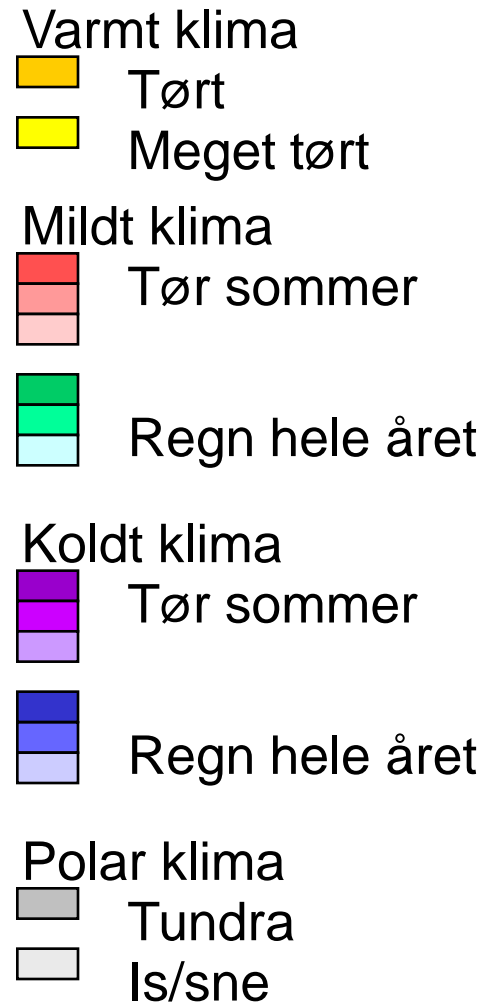 Varmt klima
Tørt
Meget tørt
Mildt klima
Tør sommer
Regn hele året
Koldt klima
Tør sommer
Regn hele året
Polar klima
Tundra
Is/sne